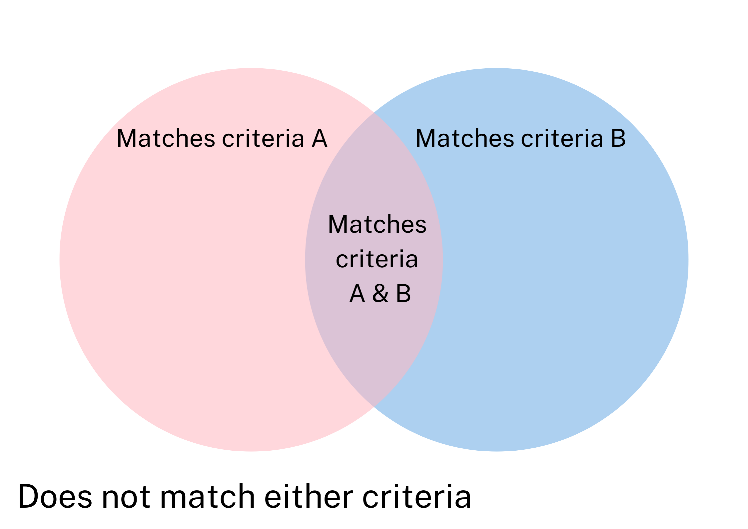 Matches criteria A
Matches criteria B
Matches
criteria
A & B
Does not match either criteria